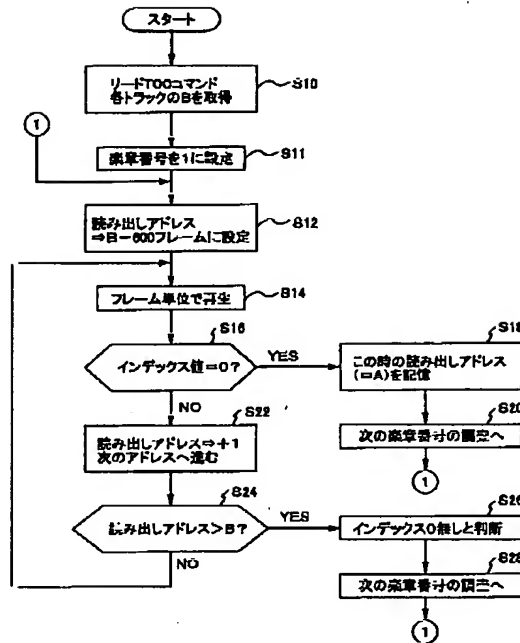 スタート
リードTOCコマンド
各トラックのBを取得
S10
1
楽章番号を1に設定
S11
読み出しアドレス
⇒B-600フレームに設定
S12
フレーム単位で再生
S14
S16
インデックス値=0?
YES
NO
S18
この時の読み出しアドレス
(=A)を記憶
S20
次の楽章番号の調査へ
1
S22
読み出しアドレス⇒+1
次のアドレスへ進む
S24
読み出しアドレス>B?
YES
NO
S26
インデックス0無しと判断
S28
次の楽章番号の調査へ
1